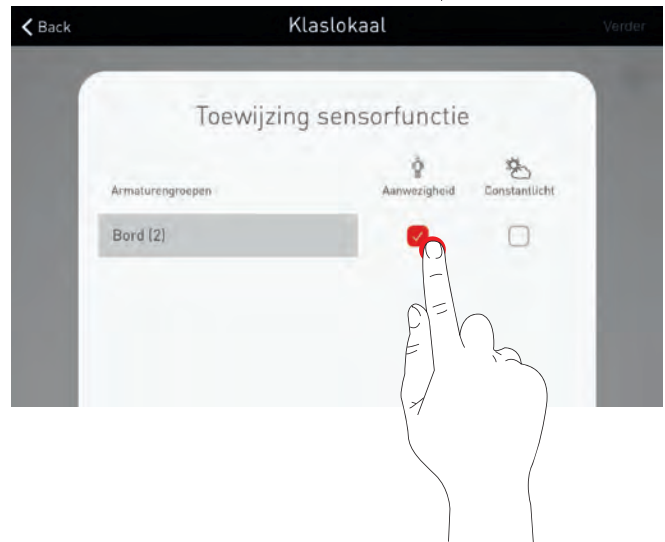 Back Klaslokaal Verder
Toewijzing sensorfunctie
Armaturengroepen Aanwezigheid Constantlicht
Bord (2)